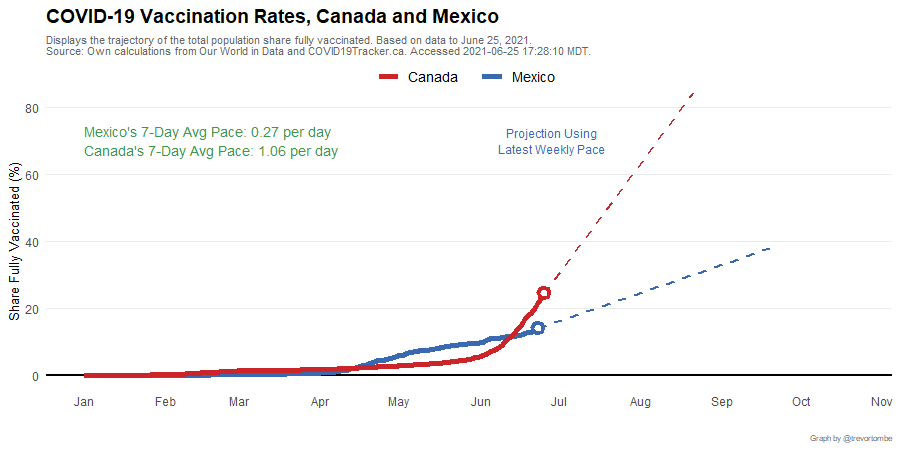 COVID-19 Vaccination Rates, Canada and Mexico
Displays the trajectory of the total population share fully vaccinated. Based on data to June 25, 2021.
Source: Own calculations from Our World in Data and COVID19Tracker.ca. Accessed 2021-06-25 17:28:10 MDT.
Canada Mexico
80
Mexico's 7-Day Avg Pace: 0.27 per day
Canada's 7-Day Avg Pace: 1.06 per day
Projection Using
Latest Weekly Pace
60
40
20
0
Share Fully Vaccinated (%)
Jan Feb Mar Apr May Jun Jul Aug Sep Oct Nov
Graph by @trevortombe